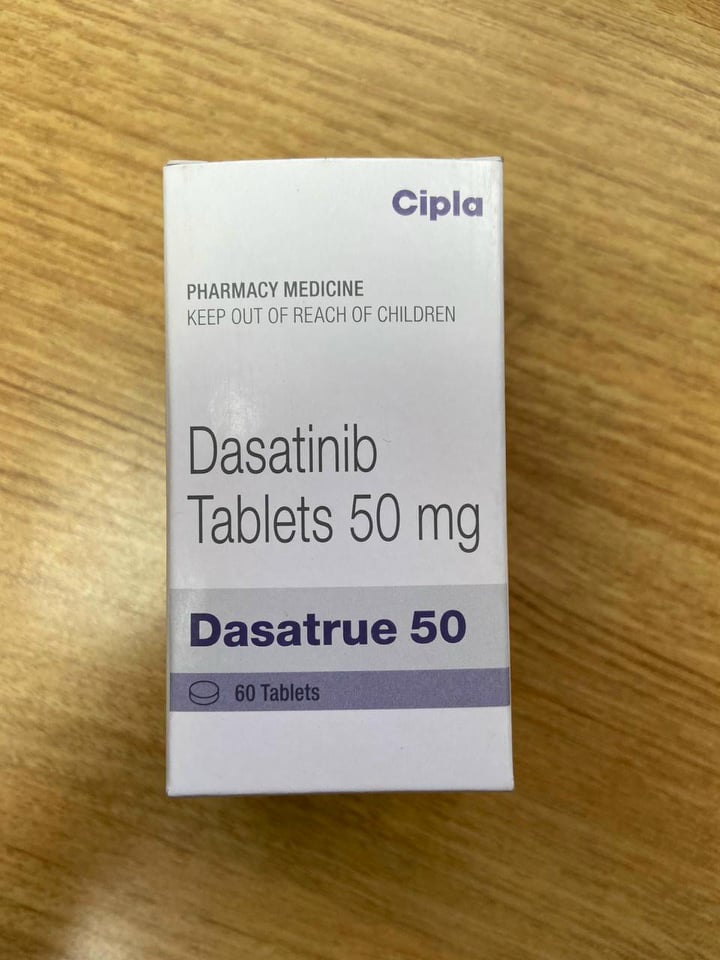 Cipla
PHARMACY MEDICINE
KEEP OUT OF REACH OF CHILDREN
Dasatinib
Tablets 50 mg
Dasatrue 50
60 Tablets